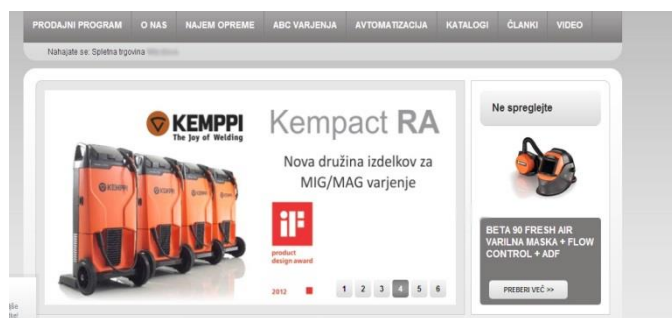 PRODAJNI PROGRAM O NAS NAJEM OPREME ABC VARJENJA AVTOMATIZACIJA KATALOGI ČLANKI VIDEO
Nahajate se: Spletna trgovina
KEMPPI
The Joy of Welding
Kempact RA
Nova družina izdelkov za
MIG/MAG varjenje
iF
product
design award
2012
1 2 3 4 5 6
KEMPPI
KEMPPI
Ne spreglejte
BETA 90 FRESH AIR
VARILNA MASKA + FLOW
CONTROL + ADF
PREBERI VEČ >>